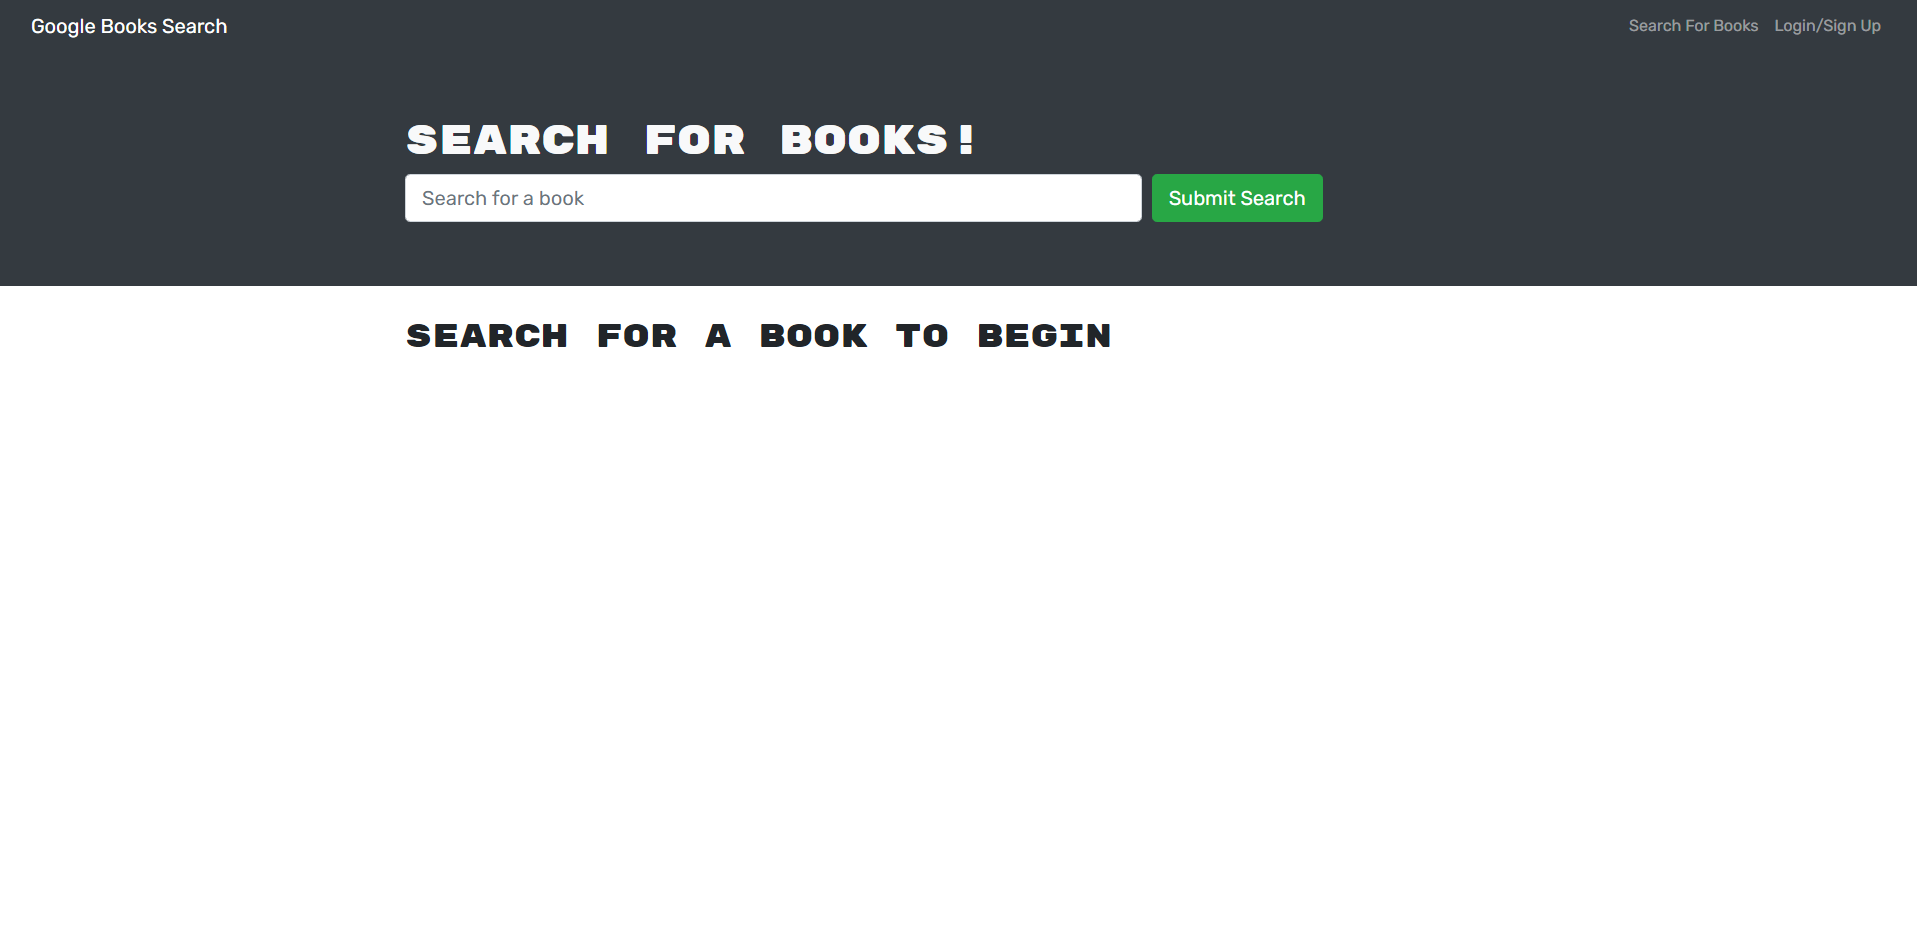 Google Books Search
Search For Books
Login/Sign Up
SEARCH FOR BOOKS!
Search for a book
Submit Search
SEARCH FOR A BOOK TO BEGIN